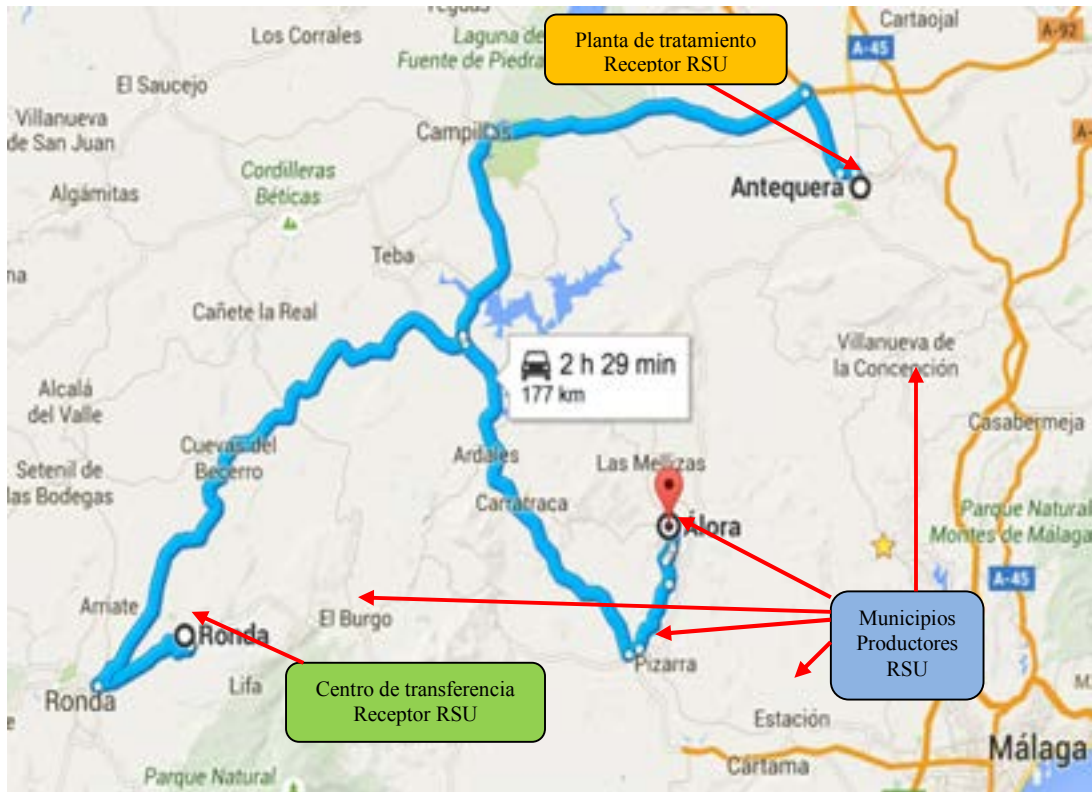 Los Corrales
Laguna de
Fuente de Piedra
Planta de tratamiento
Receptor RSU
Cartaojal
A-92
A-45
El Saucejo
Villanueva
de San Juan
Campillos
Cordilleras
Béticas
Algámitas
Antequera
Teba
Cañete la Real
2 h 29 min
177 km
Villanueva de
la Concepción
Alcalá
del Valle
Casabermeja
Cuevas del
Becerro
Setenil de
las Bodegas
Ardales
Las Mellizas
Carratraca
Álora
Parque Natural
Montes de Málaga
A-45
Arriate
El Burgo
Ronda
Municipios
Productores
RSU
Pizarra
Lifa
Ronda
Centro de transferencia
Receptor RSU
Estación
Málaga
Cártama
Parque Natural